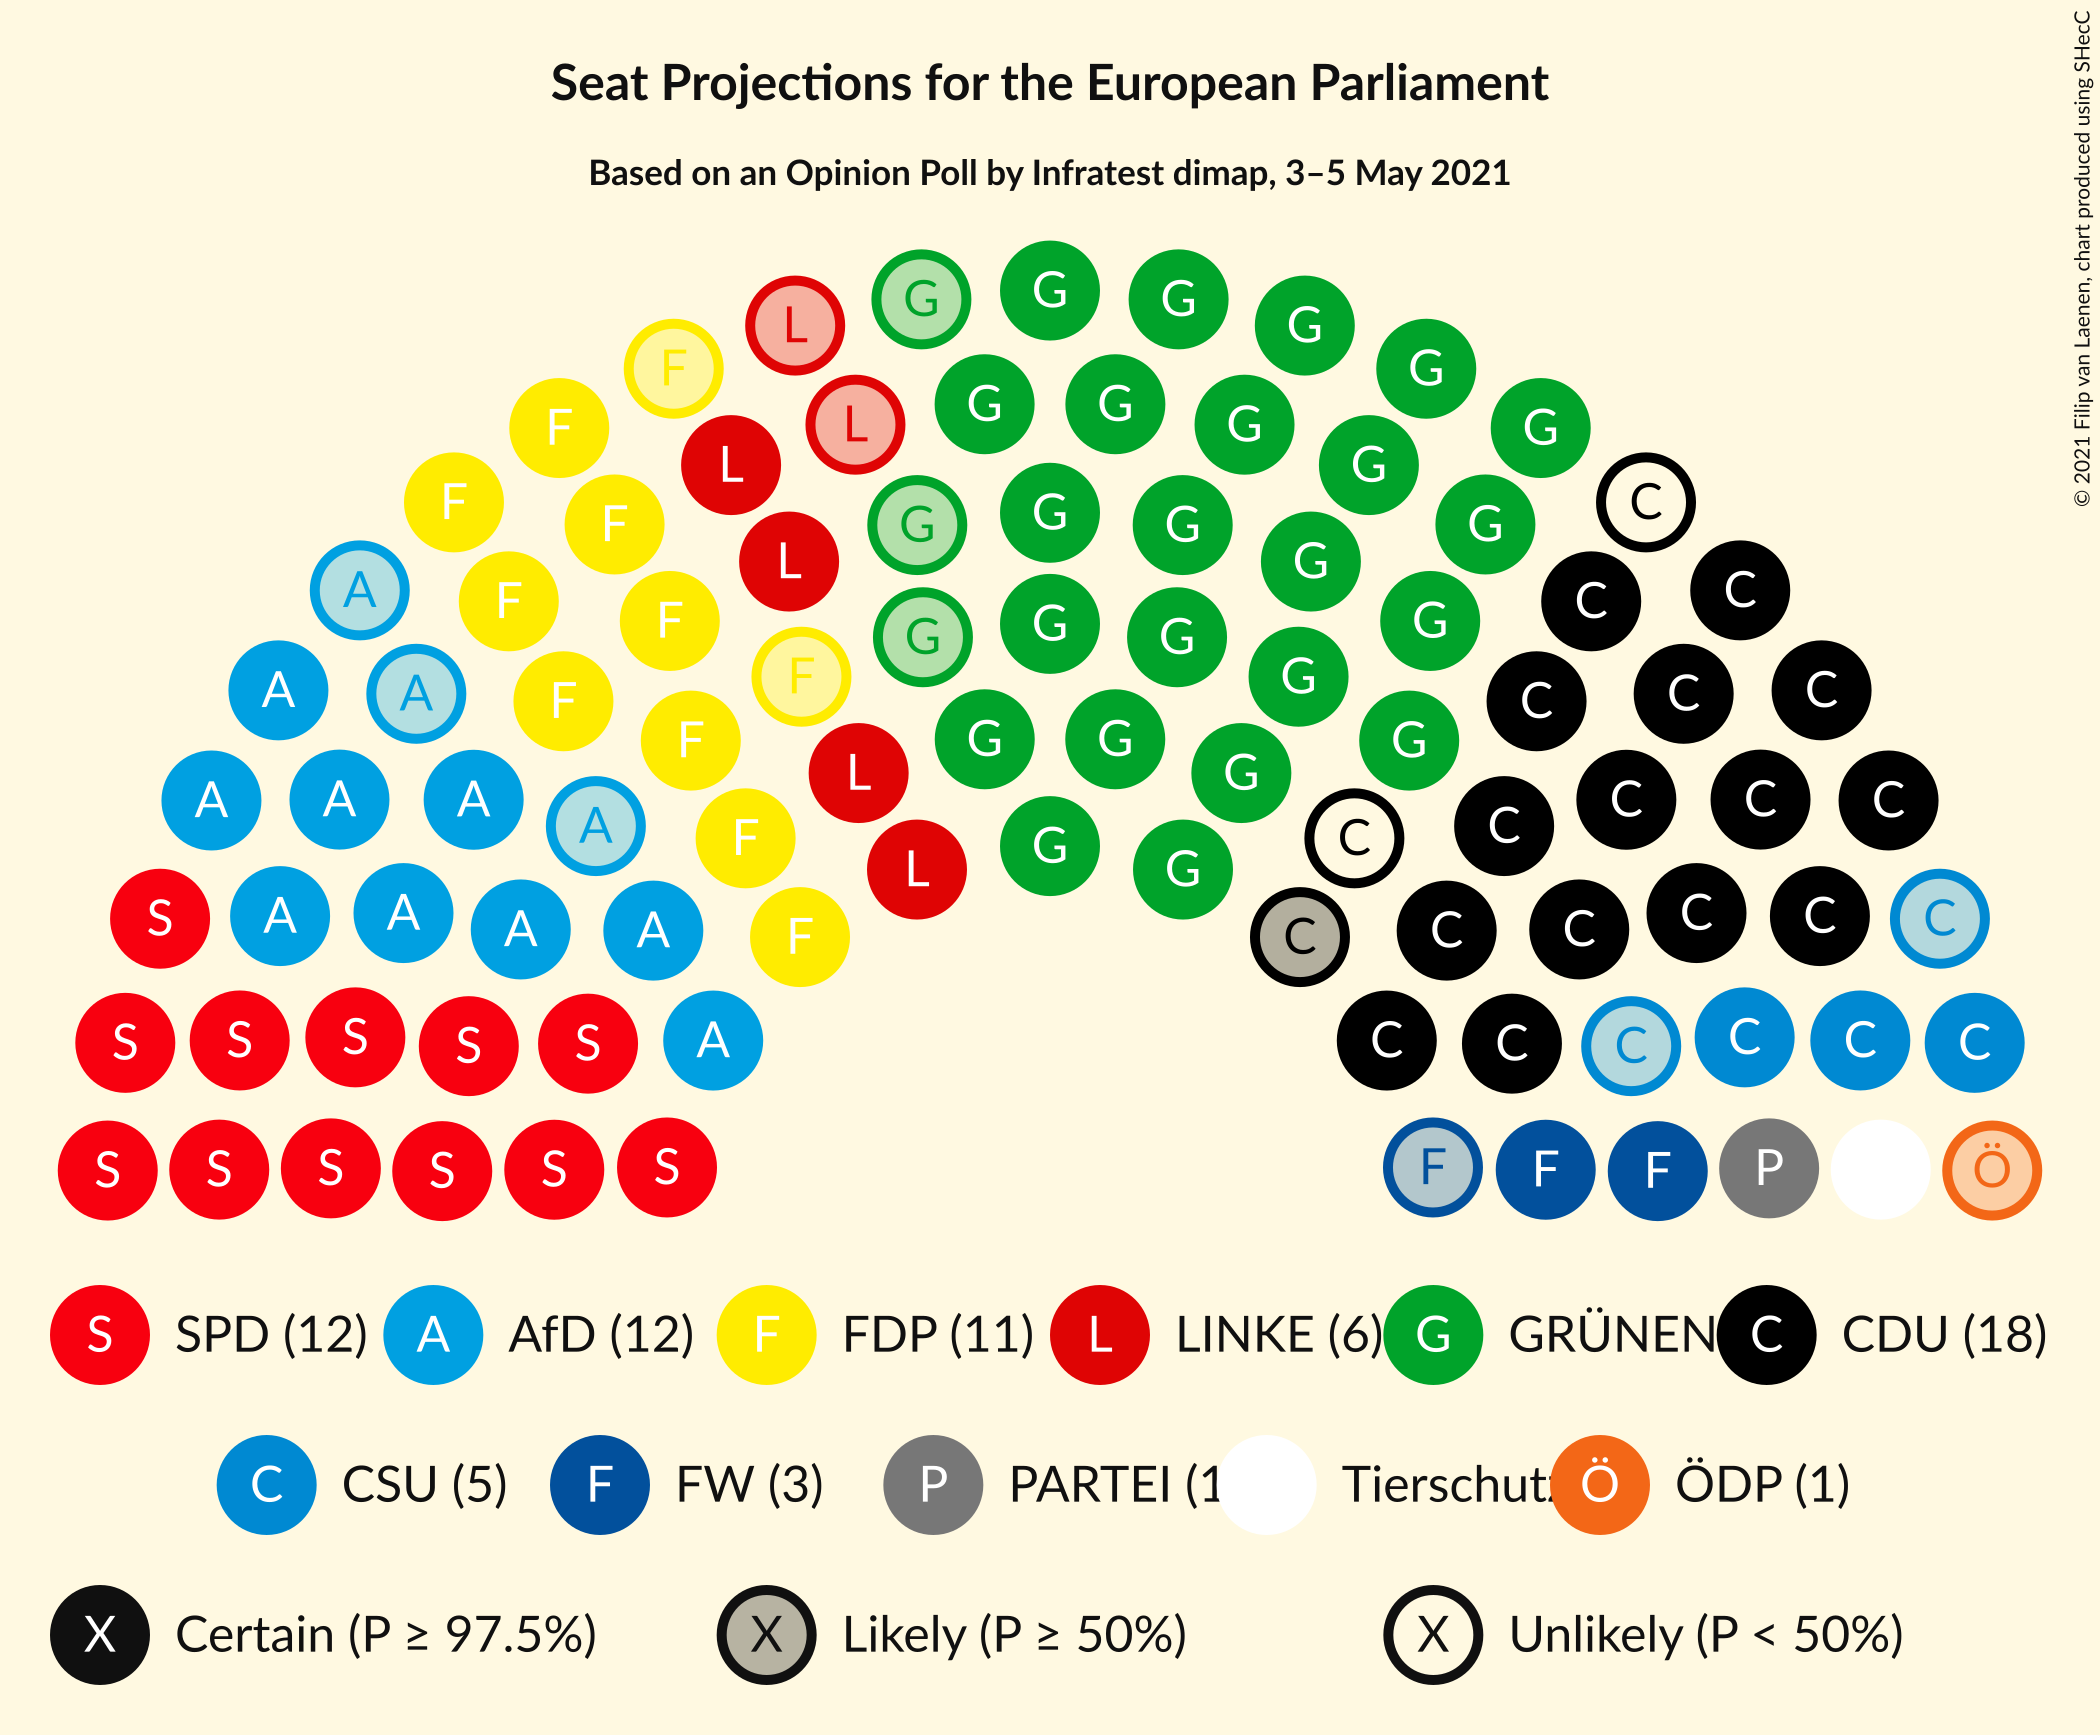 Seat Projections for the European Parliament
Based on an Opinion Poll by Infratest dimap, 3–5 May 2021
© 2021 Filip van Laenen, chart produced using SHecC
G G G G
L L G G G G
F F L G G G G G
F F L G G G G G C
A F F F G G G G G C C
A A F F F L G G G G C C C C
A A A A F L G G C C C C C C
S A A A A F G G C C C C C C
S S S S S A C C C C C C
S S S S S S F F F P Ö
S SPD (12) A AfD (12) F FDP (11) L LINKE (6) G GRÜNEN C CDU (18)
C CSU (5) F FW (3) P PARTEI (1 Tierschutz Ö ÖDP (1)
X Certain (P ≥ 97.5%) X Likely (P ≥ 50%) X Unlikely (P < 50%)